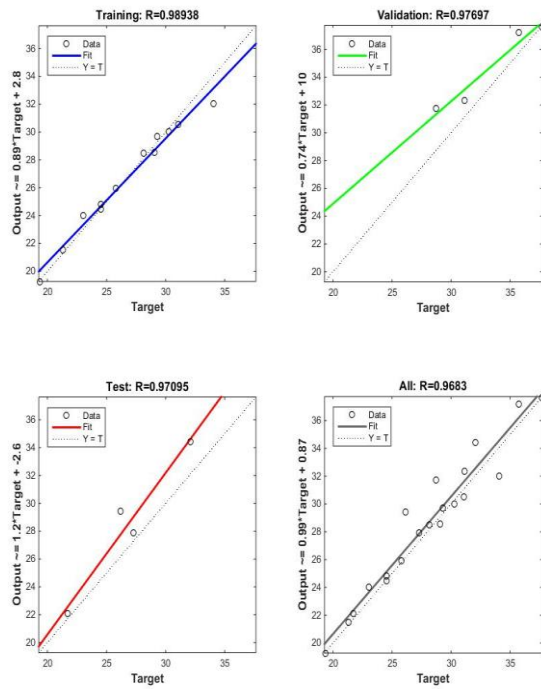 Training: R=0.98938
Data
Fit
Y = T
Output ~= 0.89*Target + 2.8
36
34
32
30
28
26
24
22
20
20
25
30
35
Target
Validation: R=0.97697
Data
Fit
Y = T
Output ~= 0.74*Target + 10
36
34
32
30
28
26
24
22
20
20
25
30
35
Target
Test: R=0.97095
Data
Fit
Y = T
Output ~= 1.2*Target + -2.6
36
34
32
30
28
26
24
22
20
20
25
30
35
Target
All: R=0.9683
Data
Fit
Y = T
Output ~= 0.99*Target + 0.87
36
34
32
30
28
26
24
22
20
20
25
30
35
Target